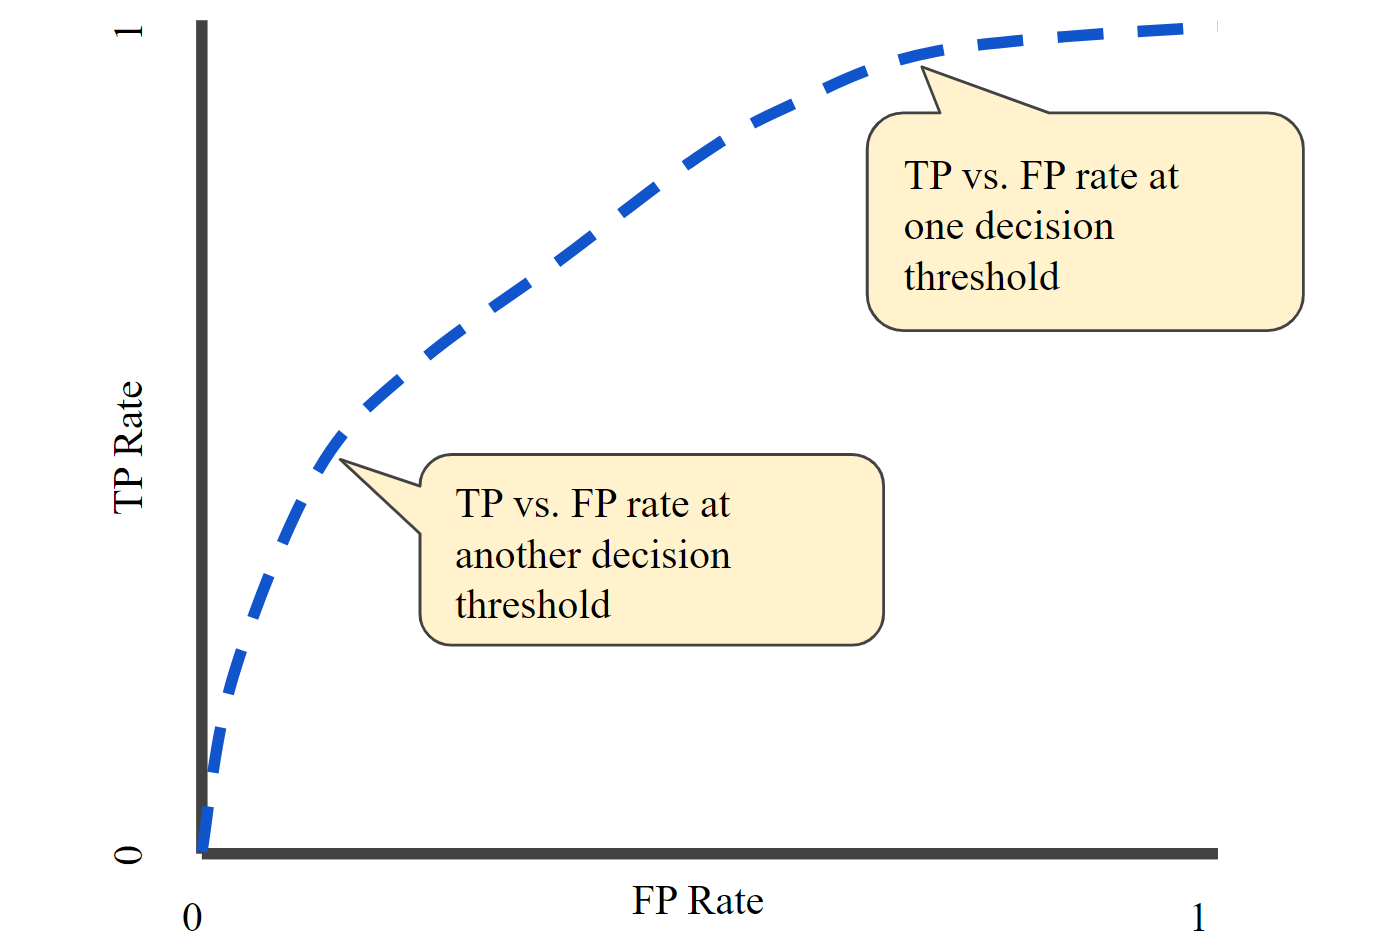 1
TP vs. FP rate at
one decision
threshold
TP Rate
TP vs. FP rate at
another decision
threshold
0
0
FP Rate
1